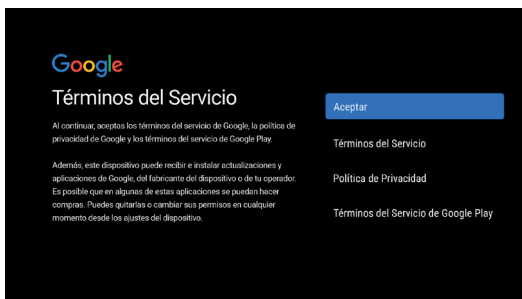 Google
Términos del Servicio
Al continuar, aceptas los términos del servicio de Google, la política de
privacidad de Google y los términos del servicio de Google Play.
Además, este dispositivo puede recibir e instalar actualizaciones y
aplicaciones de Google, del fabricante del dispositivo o de tu operador.
Es posible que en algunas de estas aplicaciones se puedan hacer
compras. Puedes quitarlas o cambiar sus permisos en cualquier
momento desde los ajustes del dispositivo.
Aceptar
Términos del Servicio
Política de Privacidad
Términos del Servicio de Google Play